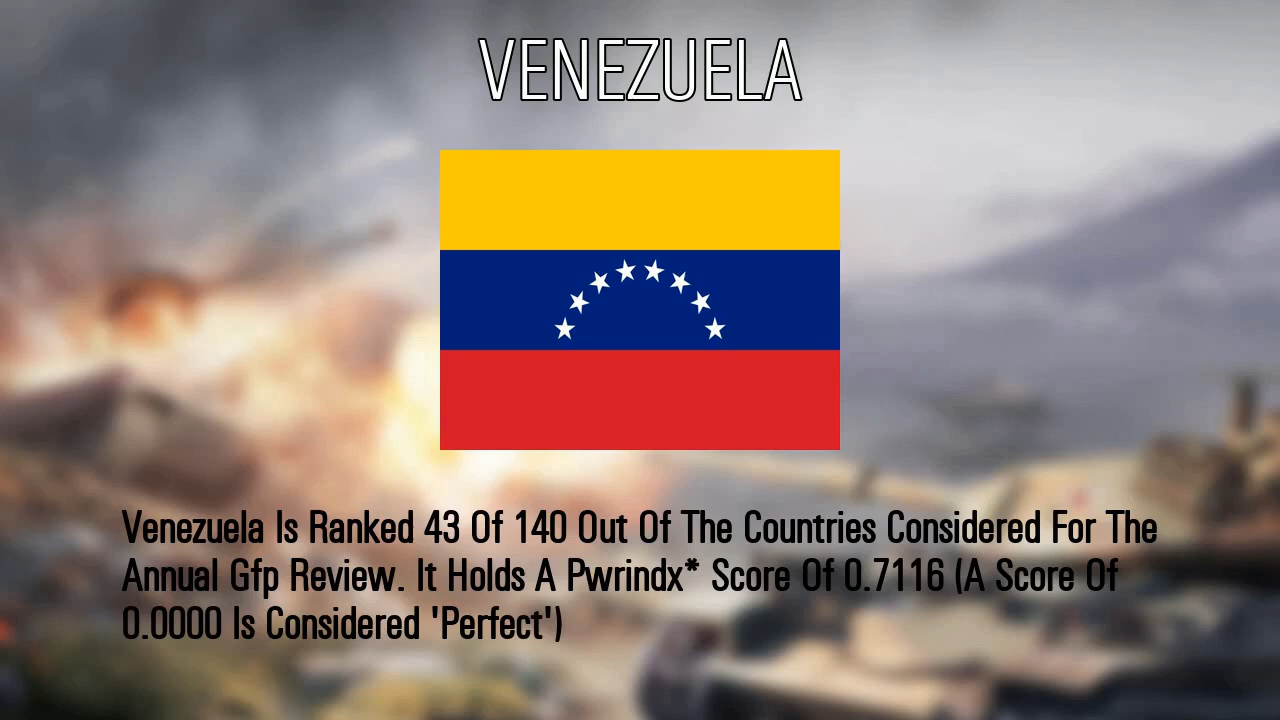 VENEZUELA
Venezuela Is Ranked 43 Of 140 Out Of The Countries Considered For The
Annual Gfp Review. It Holds A Pwrindx* Score Of 0.7116 (A Score Of
0.0000 Is Considered 'Perfect')